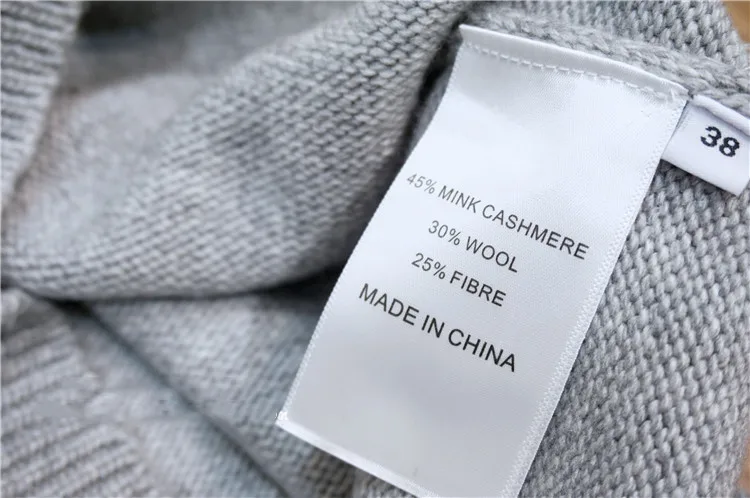 45% MINK CASHMERE
30% WOOL
25% FIBRE
MADE IN CHINA
38